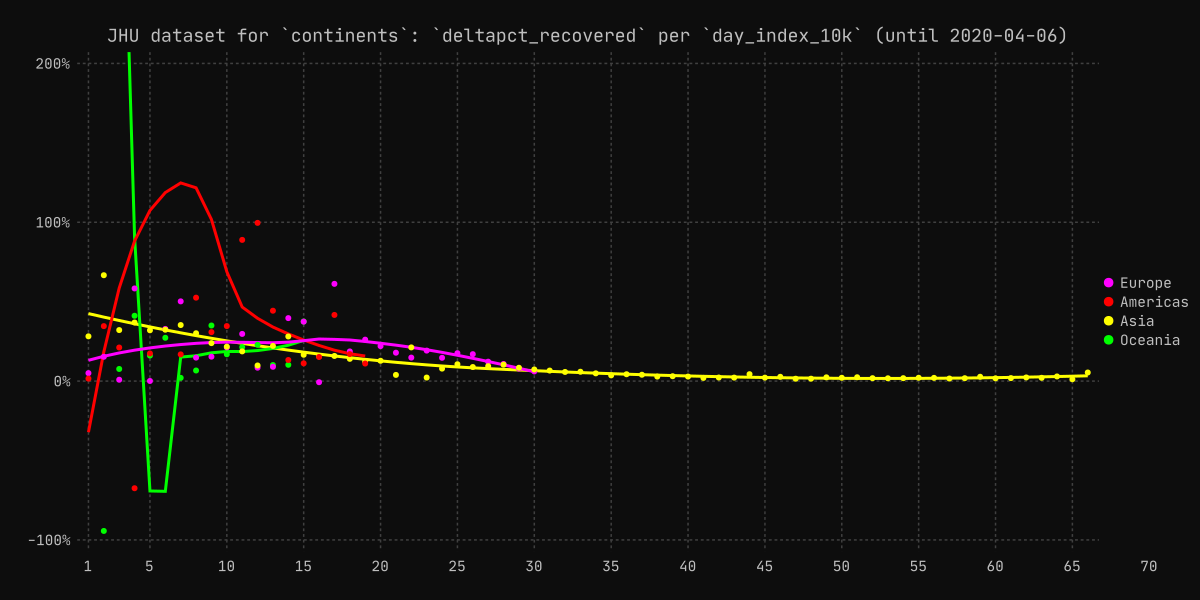 JHU dataset for `continents`: `deltapct_recovered` per `day_index_10k` (until 2020-04-06)
200%
100%
0%
-100%
1 5 10 15 20 25 30 35 40 45 50 55 60 65 70
Europe
Americas
Asia
Oceania